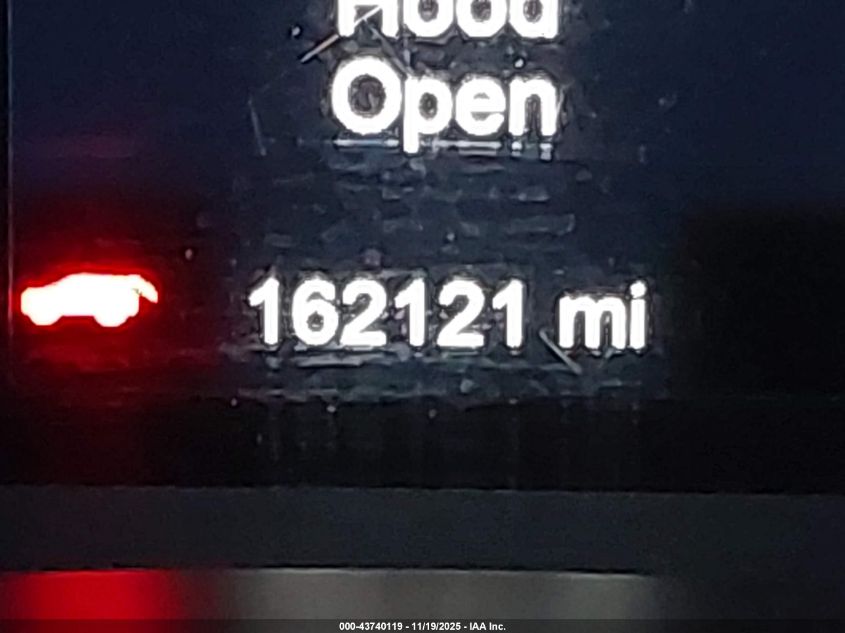 Hood
Open
162121 mi
000-43740119 - 11/19/2025 - IAA Inc.